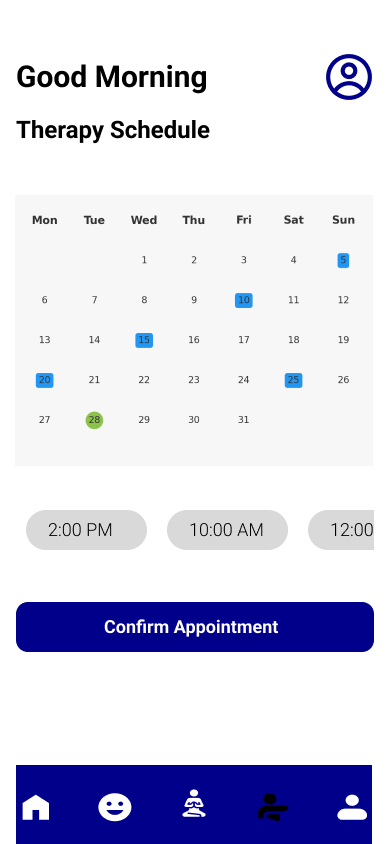 Good Morning
Therapy Schedule
Mon Tue Wed Thu Fri Sat Sun
1 2 3 4 5
6 7 8 9 10 11 12
13 14 15 16 17 18 19
20 21 22 23 24 25 26
27 28 29 30 31
2:00 PM 10:00 AM 12:00
Confirm Appointment